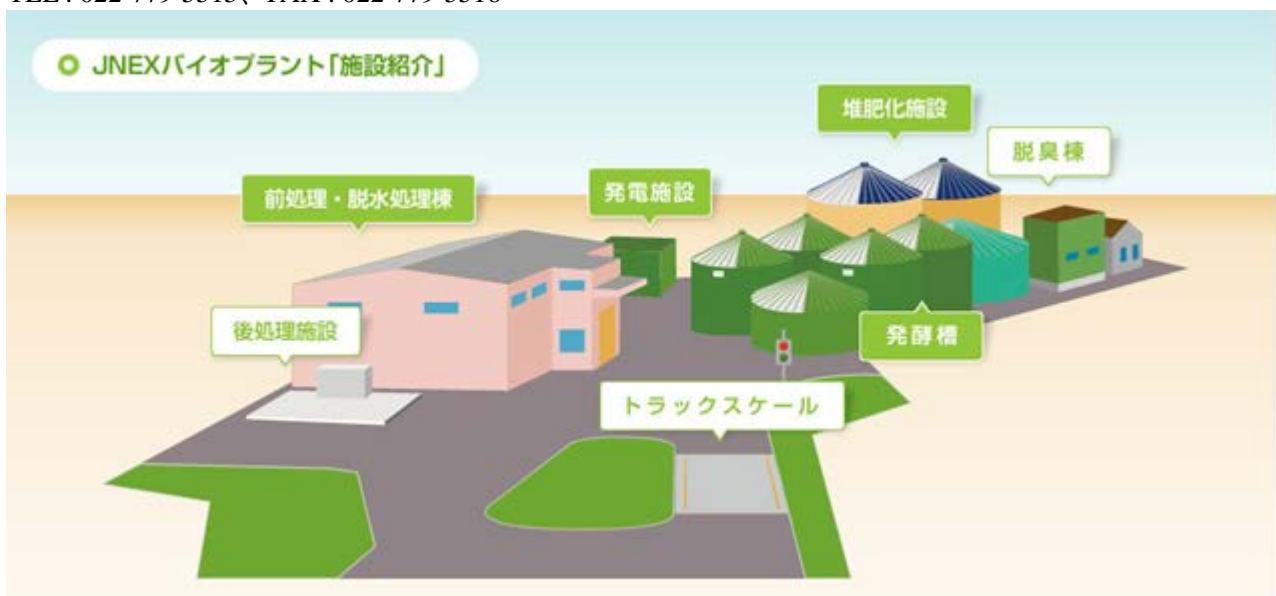 JNEXバイオプラント「施設紹介」
堆肥化施設
脱臭棟
発電施設
前処理・脱水処理棟
後処理施設
発酵槽
トラックスケール